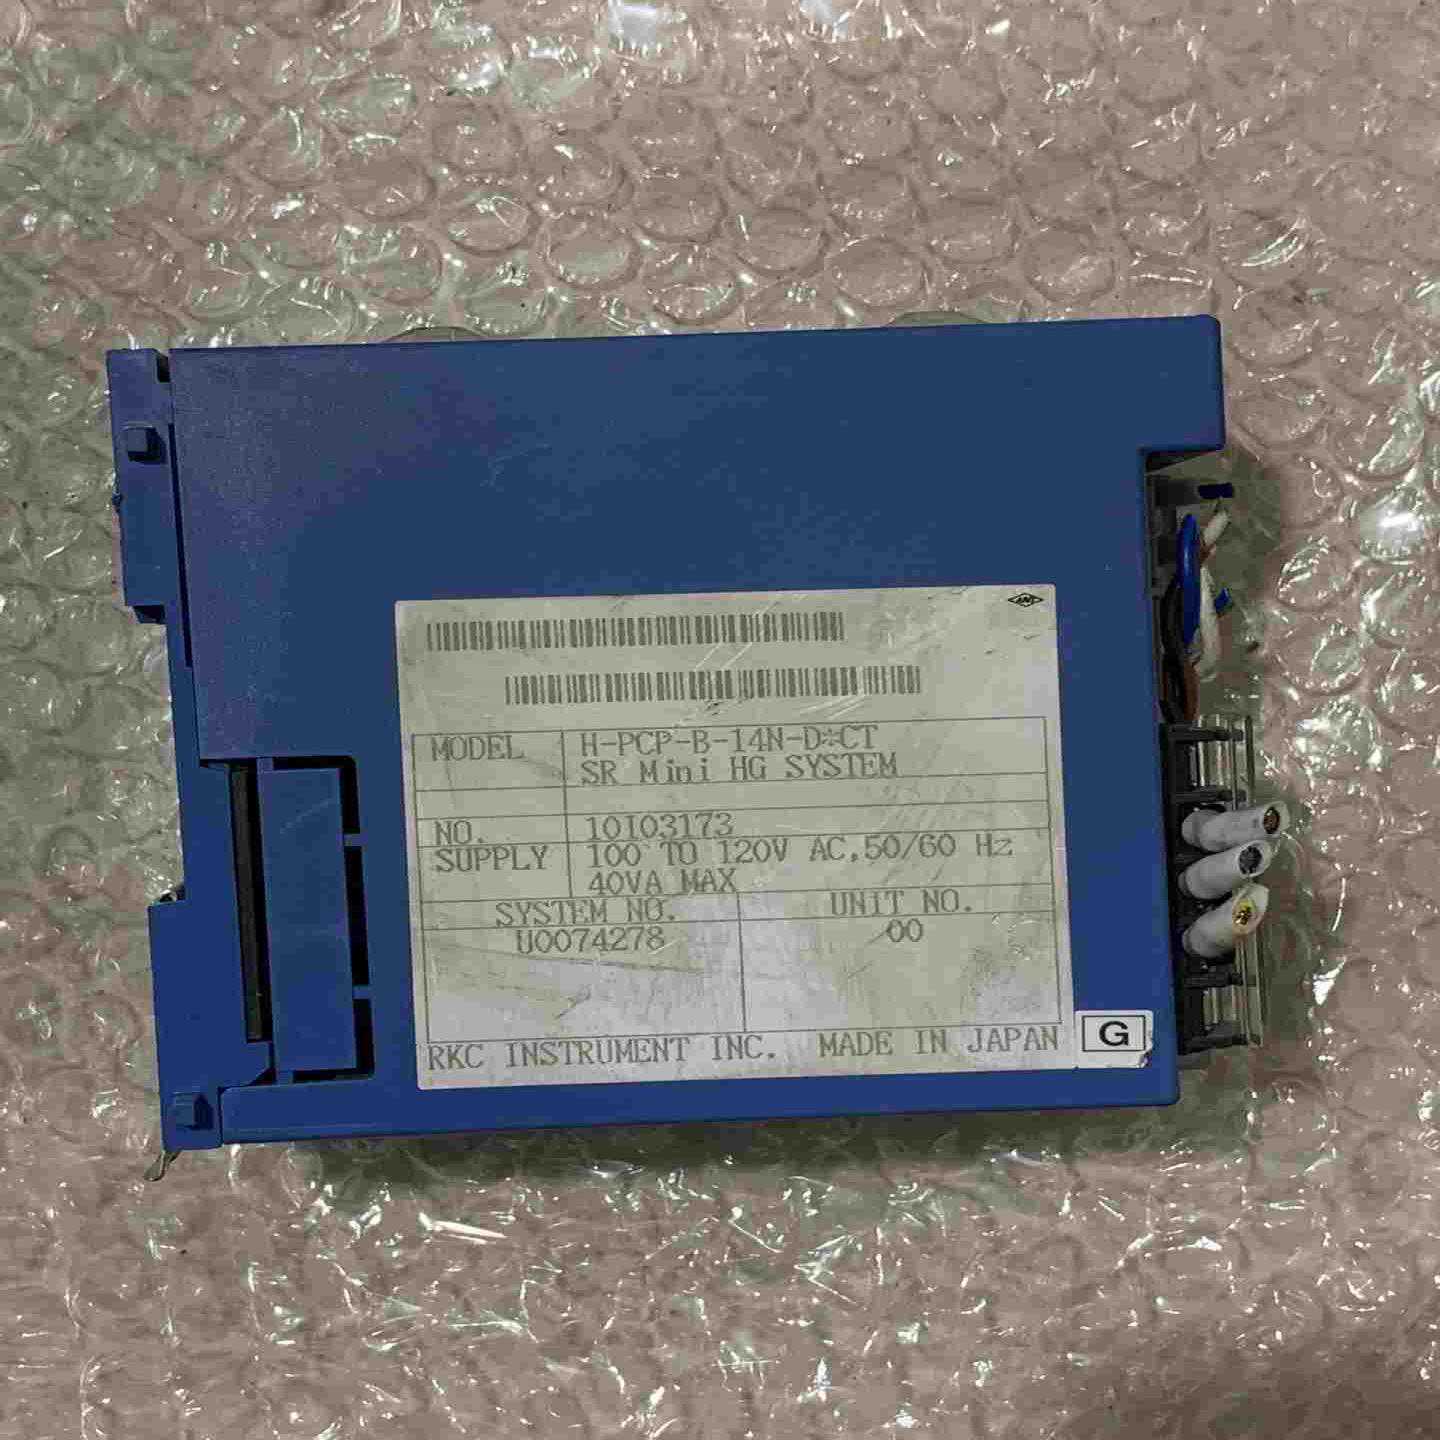 MODEL H-PCP-B-14N-D*CT
SR Mini HG SYSTEM
NO. 10I03173
SUPPLY 100 TO 120V AC,50/60 Hz
40VA MAX
SYSTEM NO. UNIT NO.
U0074278 00
RKC INSTRUMENT INC. MADE IN JAPAN
G